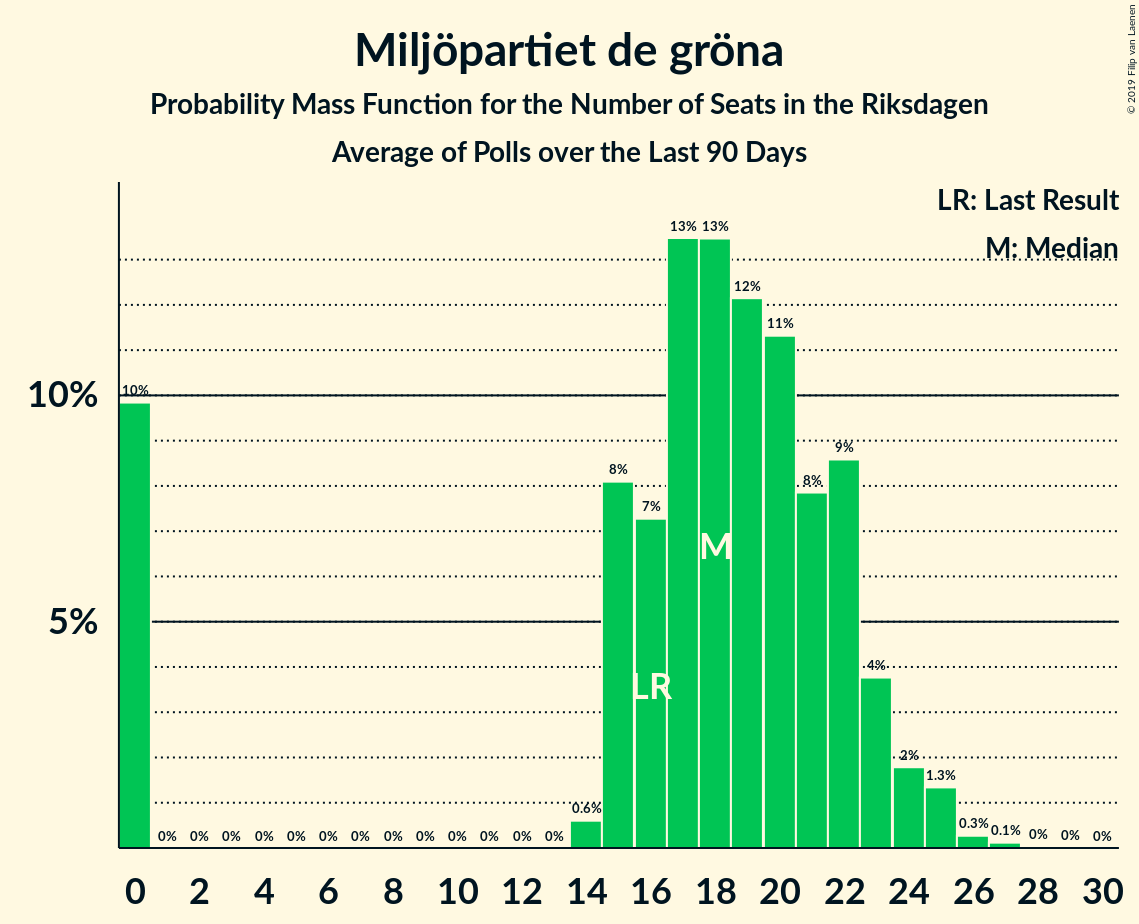 Miljöpartiet de gröna
Probability Mass Function for the Number of Seats in the Riksdagen
Average of Polls over the Last 90 Days
© 2019 Filip van Laenen
LR: Last Result
M: Median
10%
5%
10% 0% 0% 0% 0% 0% 0% 0% 0% 0% 0% 0% 0% 0% 0.6% 8% 7% 13% 13% 12% 11% 8% 9% 4% 2% 1.3% 0.3% 0.1% 0% 0% 0%
M
LR
0 2 4 6 8 10 12 14 16 18 20 22 24 26 28 30